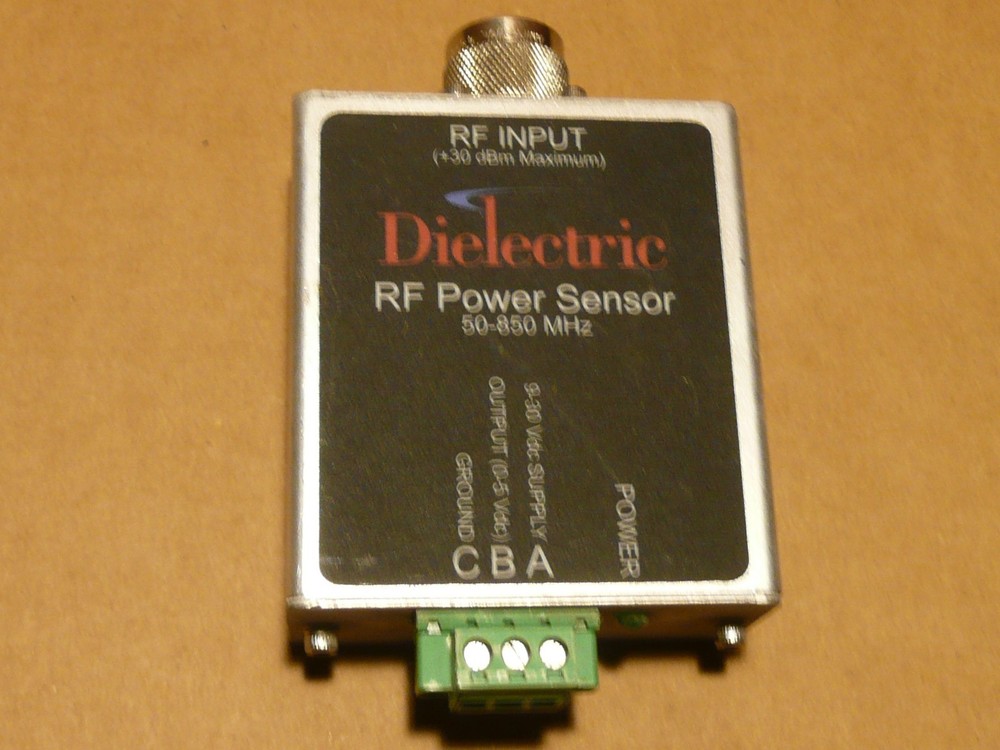 RF INPUT
(+30 dBm Maximum)
Dielectric
RF Power Sensor
50-850 MHz
GROUND
OUTPUT (0-5 Vdc)
9-30 Vdc SUPPLY
POWER
C B A